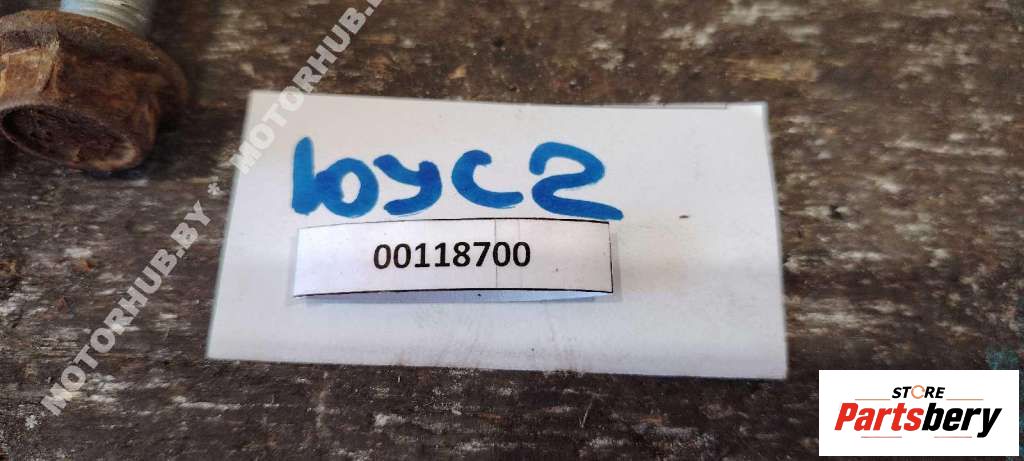 * MOTORHUB.BY * MOTORHUB.BY
ЮУС2
00118700
STORE
Partsbery